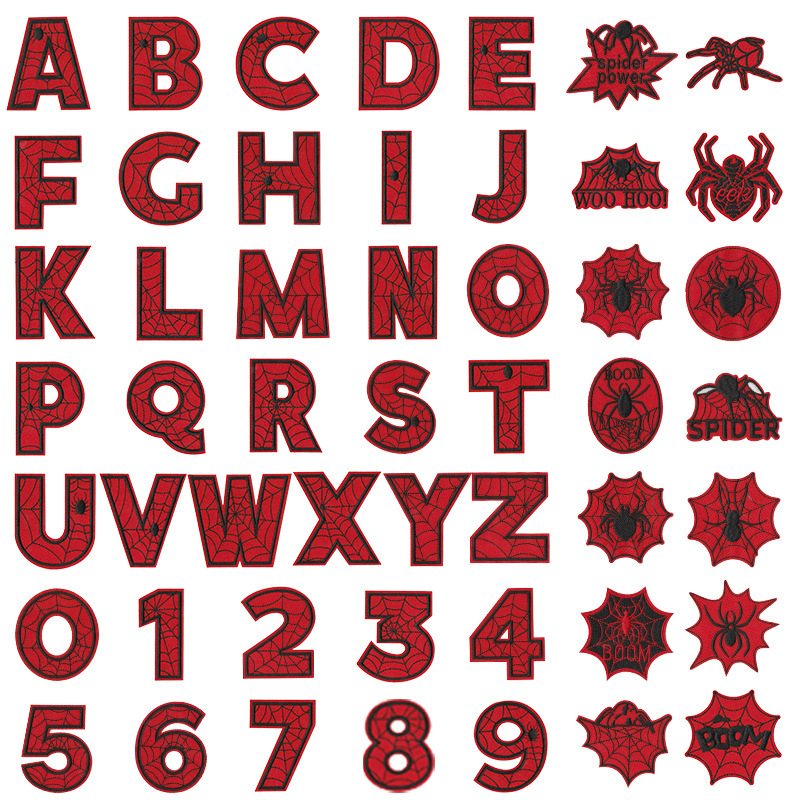 A B C D E
spider
power
F G H I J
WOO HOO!
K L M N O
P Q R S T
BOOM
SPIDER
U V W X Y Z
0 1 2 3 4
BOOM
5 6 7 8 9
BOOM